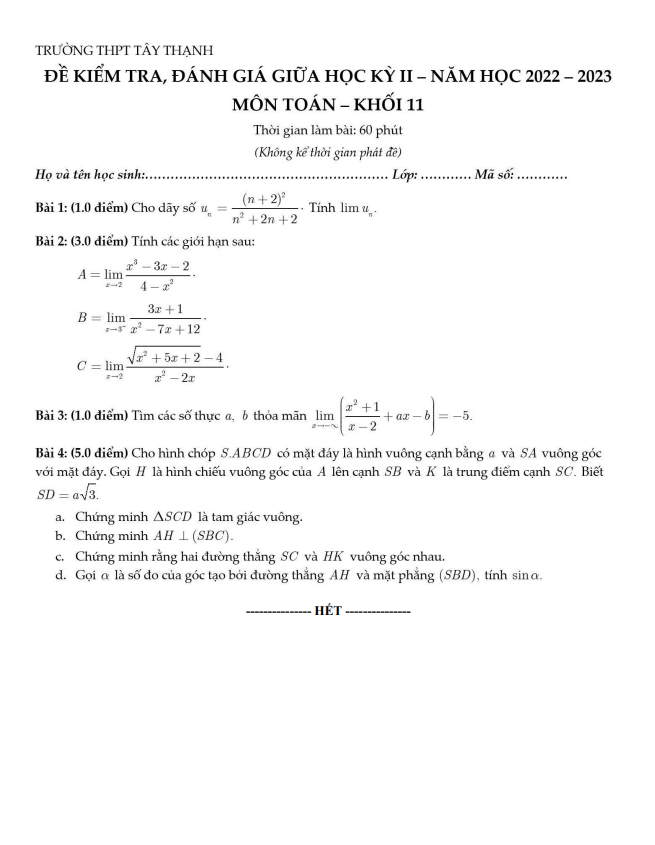 TRƯỜNG THPT TÂY THẠNH
ĐỀ KIỂM TRA, ĐÁNH GIÁ GIỮA HỌC KỲ II – NĂM HỌC 2022 – 2023
MÔN TOÁN – KHỐI 11
Thời gian làm bài: 60 phút
(Không kể thời gian phát đề)
Họ và tên học sinh:……………………………………………… Lớp: ………… Mã số: …………
Bài 1: (1.0 điểm) Cho dãy số $u_n = \frac{(n+2)^2}{n^2+2n+2}$. Tính $\lim u_n$.
Bài 2: (3.0 điểm) Tính các giới hạn sau:
$A = \lim_{x \to 2} \frac{x^3-3x-2}{4-x^2}$.
$B = \lim_{x \to 3^-} \frac{3x+1}{x^2-7x+12}$.
$C = \lim_{x \to 2} \frac{\sqrt{x^2+5x+2}-4}{x^2-2x}$.
Bài 3: (1.0 điểm) Tìm các số thực $a$, $b$ thỏa mãn $\lim_{x \to -\infty} \left( \frac{x^2+1}{x-2} + ax - b \right) = -5$.
Bài 4: (5.0 điểm) Cho hình chóp $S.ABCD$ có mặt đáy là hình vuông cạnh bằng $a$ và $SA$ vuông góc
với mặt đáy. Gọi $H$ là hình chiếu vuông góc của $A$ lên cạnh $SB$ và $K$ là trung điểm cạnh $SC$. Biết
$SD = a\sqrt{3}$.
a. Chứng minh $\Delta SCD$ là tam giác vuông.
b. Chứng minh $AH \perp (SBC)$.
c. Chứng minh rằng hai đường thẳng $SC$ và $HK$ vuông góc nhau.
d. Gọi $\alpha$ là số đo của góc tạo bởi đường thẳng $AH$ và mặt phẳng $(SBD)$, tính $\sin \alpha$.
--------------- HẾT ---------------